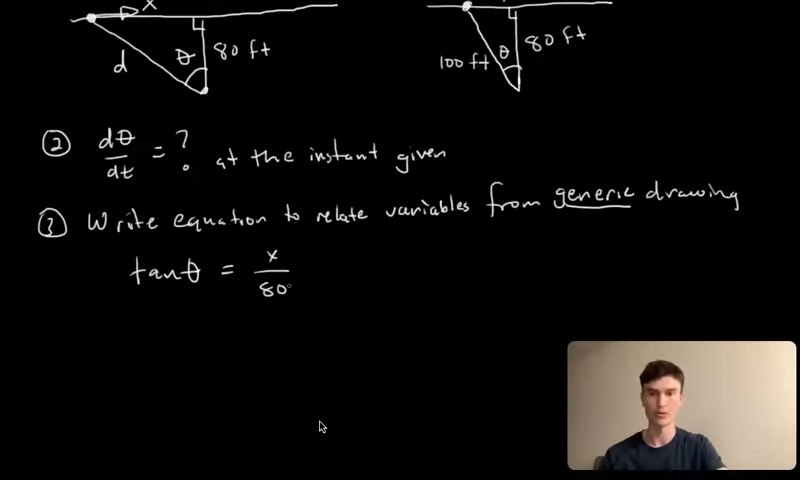 x
d θ 80 ft
100 ft θ 80 ft
② dθ/dt = ? at the instant given
③ Write equation to relate variables from generic drawing
tanθ = x/80